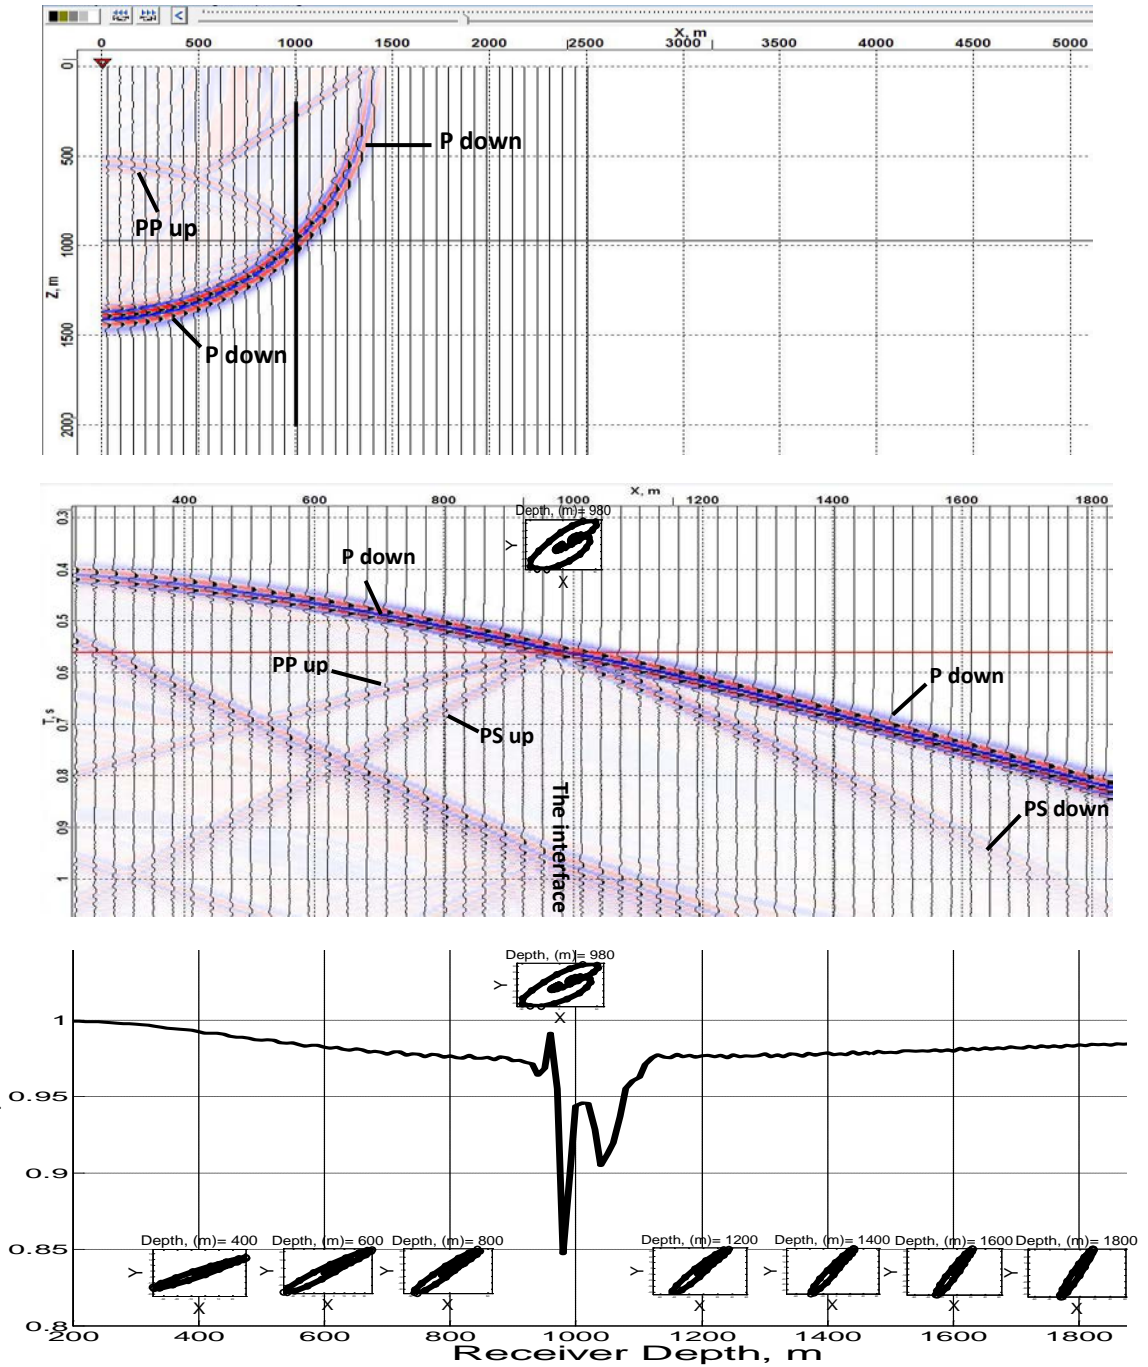 X, m
0 500 1000 1500 2000 2500 3000 3500 4000 4500 5000
0
P down
500
PP up
1000
Z, m
1500
P down
2000
X, m
400 600 800 1000 1200 1400 1600 1800
0.3
Depth, (m)= 980
Y
X
0.4
P down
0.5
PP up
0.6
P down
T, s
0.7
PS up
0.8
The interface
PS down
0.9
1
Depth, (m)= 980
Y
X
1
0.95
0.9
0.85
Depth, (m)= 400 Depth, (m)= 600 Depth, (m)= 800 Depth, (m)= 1200 Depth, (m)= 1400 Depth, (m)= 1600 Depth, (m)= 1800
Y Y Y Y Y Y Y
X X X X X X X
0.8
200 400 600 800 1000 1200 1400 1600 1800
Receiver Depth, m